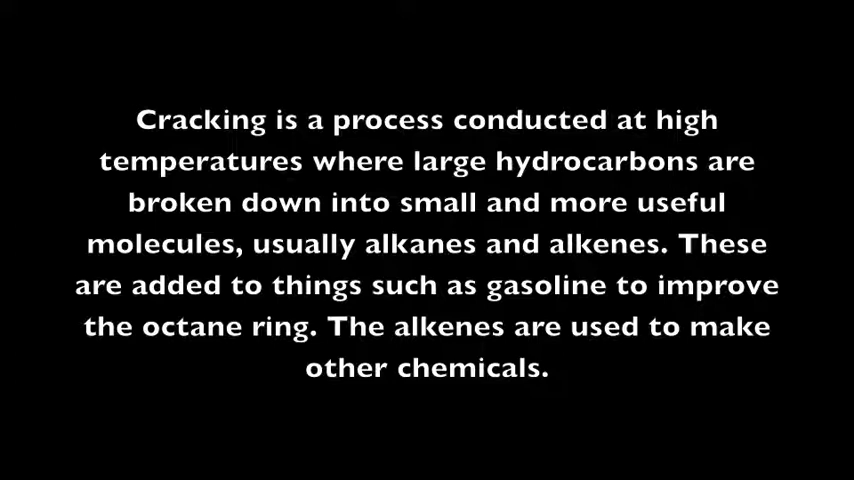 Cracking is a process conducted at high
temperatures where large hydrocarbons are
broken down into small and more useful
molecules, usually alkanes and alkenes. These
are added to things such as gasoline to improve
the octane ring. The alkenes are used to make
other chemicals.